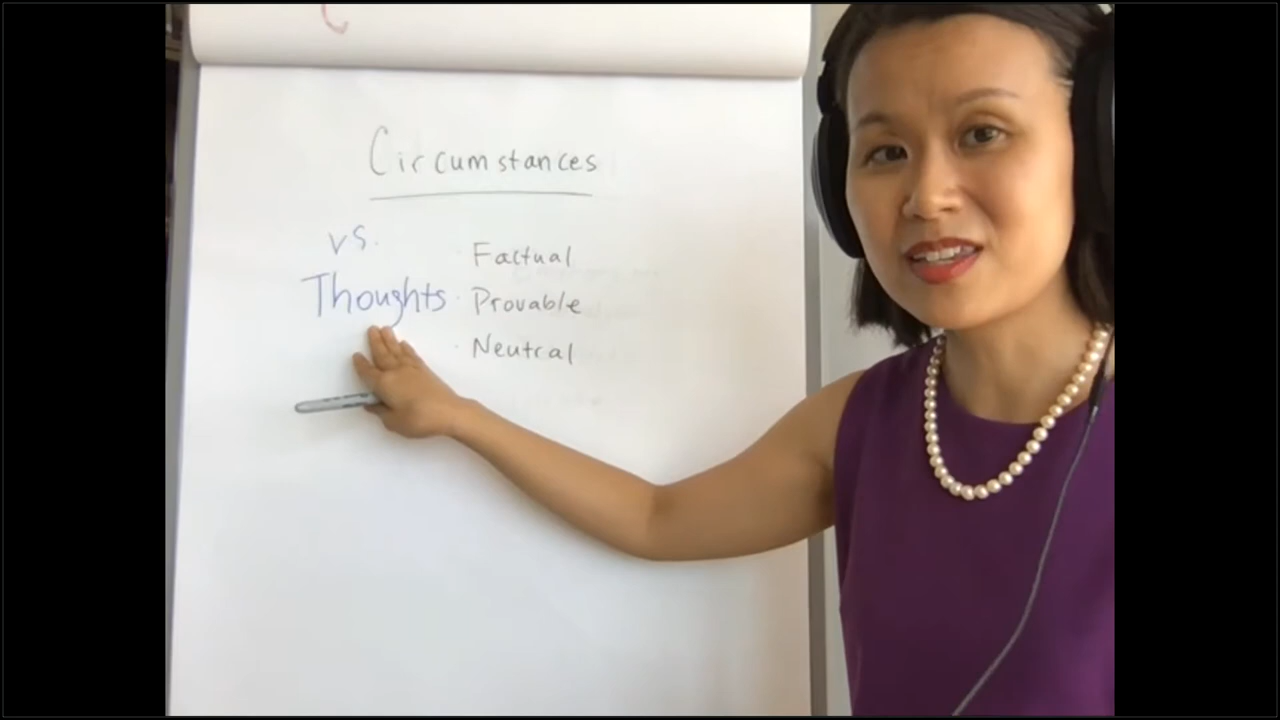 Circumstances
vs.
Thoughts
· Factual
· Provable
· Neutral